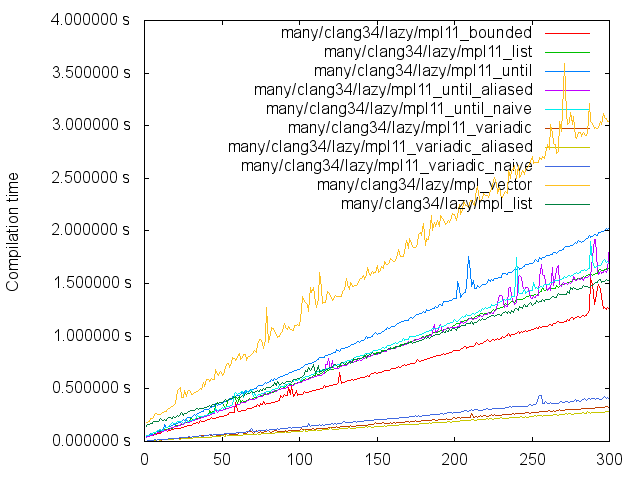 4.000000 s
3.500000 s
3.000000 s
2.500000 s
2.000000 s
1.500000 s
1.000000 s
0.500000 s
0.000000 s
Compilation time
many/clang34/lazy/mpl11_bounded
many/clang34/lazy/mpl11_list
many/clang34/lazy/mpl11_until
many/clang34/lazy/mpl11_until_aliased
many/clang34/lazy/mpl11_until_naive
many/clang34/lazy/mpl11_variadic
many/clang34/lazy/mpl11_variadic_aliased
many/clang34/lazy/mpl11_variadic_naive
many/clang34/lazy/mpl_vector
many/clang34/lazy/mpl_list
0 50 100 150 200 250 300